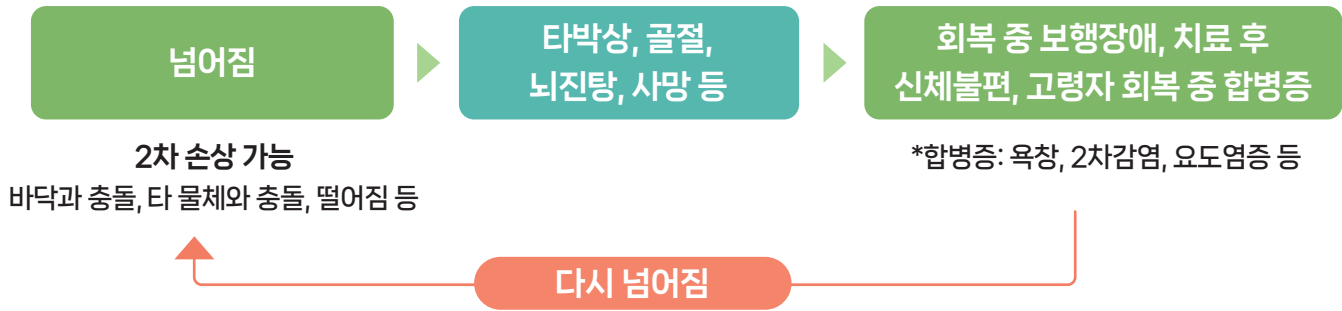 넘어짐
타박상, 골절,
뇌진탕, 사망 등
회복 중 보행장애, 치료 후
신체불편, 고령자 회복 중 합병증
2차 손상 가능
바닥과 충돌, 타 물체와 충돌, 떨어짐 등
*합병증: 욕창, 2차감염, 요도염증 등
다시 넘어짐